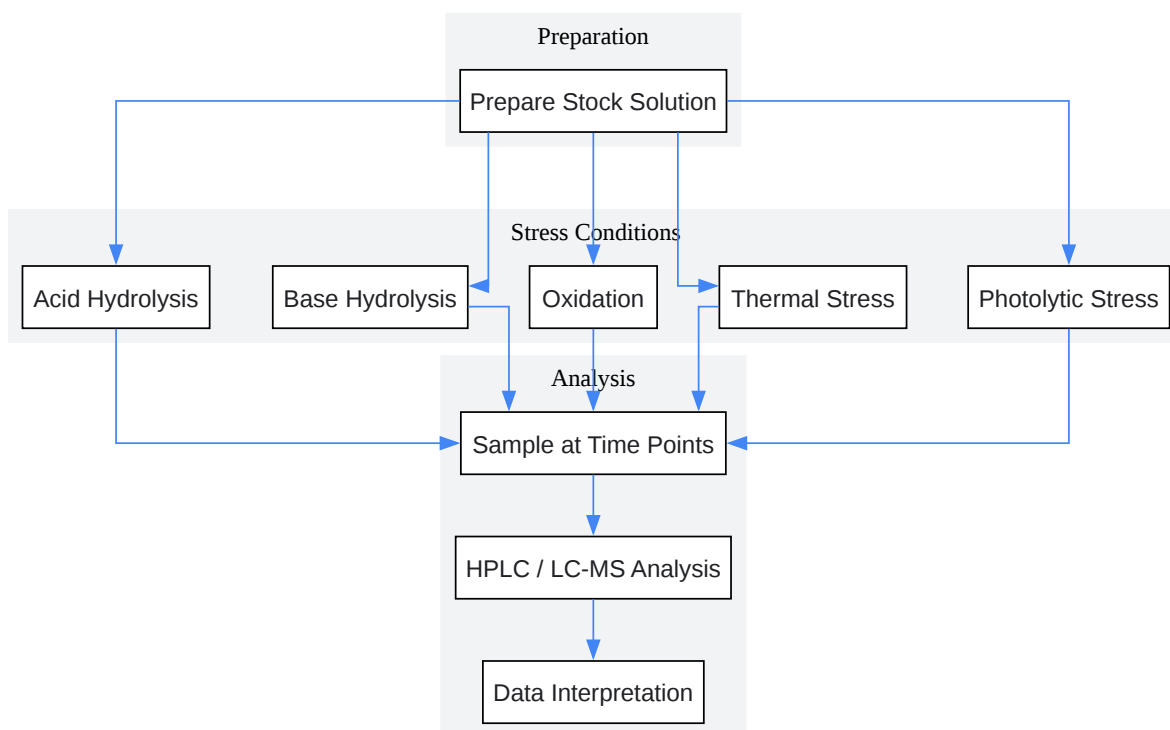 Preparation
Prepare Stock Solution
Stress Conditions
Acid Hydrolysis
Base Hydrolysis
Oxidation
Thermal Stress
Photolytic Stress
Analysis
Sample at Time Points
HPLC / LC-MS Analysis
Data Interpretation